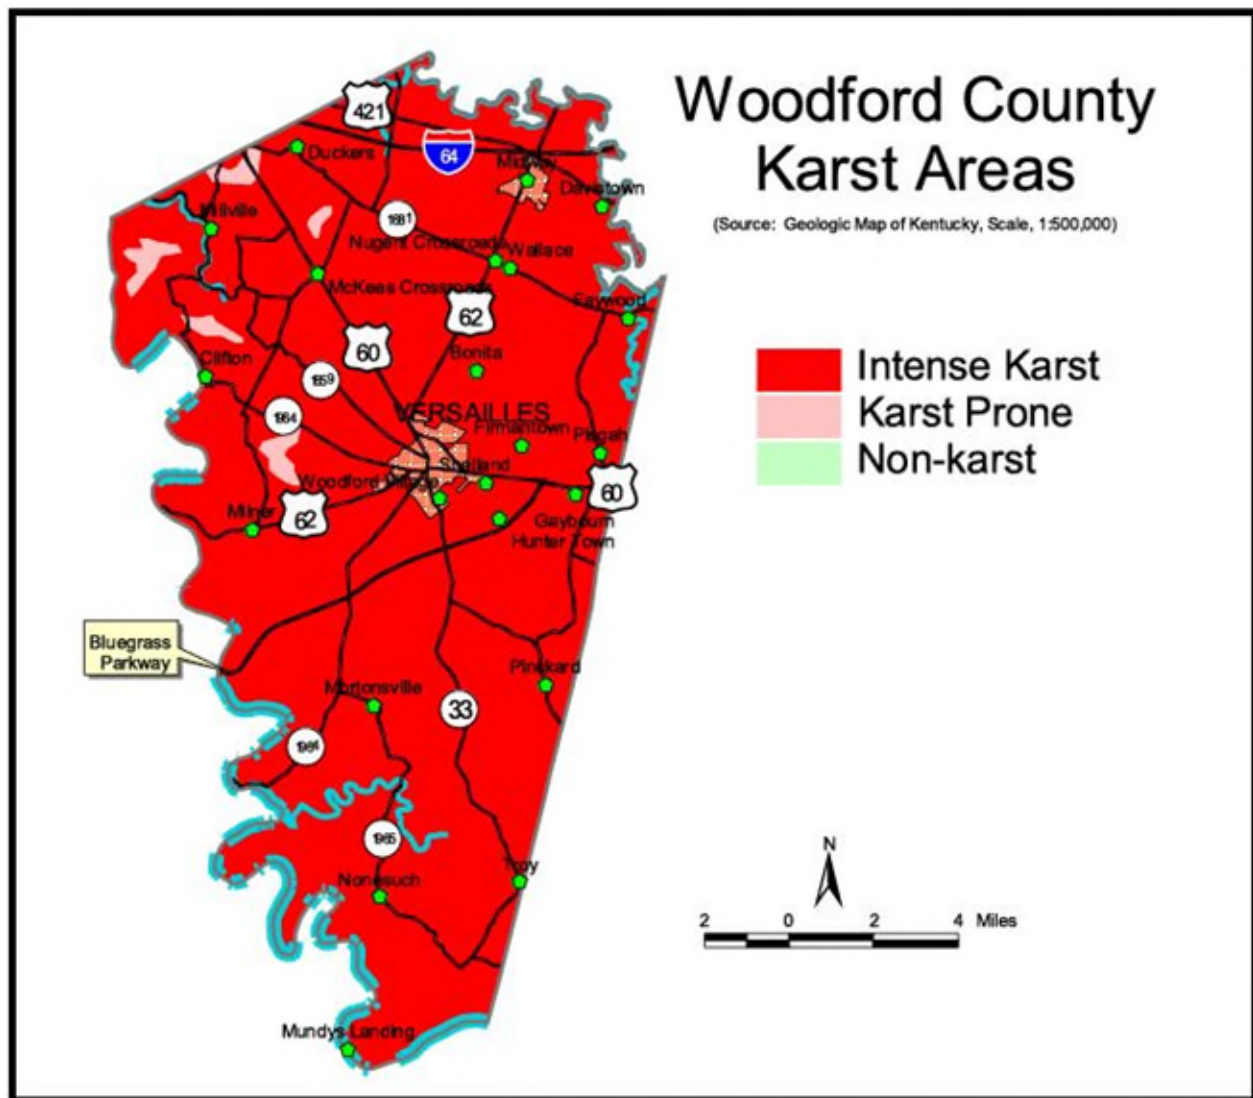 Woodford County
Karst Areas
(Source: Geologic Map of Kentucky, Scale, 1:500,000)
421
64
Duckers
Midway
Davistown
Millville
1681
Nugent Crossroads
Wallace
McKees Crossroads
Faywood
62
60
Bonita
Clifton
1659
1964
VERSAILLES
Firmantown
Pisgah
Shetland
Woodford Village
60
Milner
62
Gaybourn
Hunter Town
Intense Karst
Karst Prone
Non-karst
Bluegrass
Parkway
Pinckard
Mortonsville
33
1964
1965
Nonesuch
Troy
N
2 0 2 4 Miles
Mundys Landing